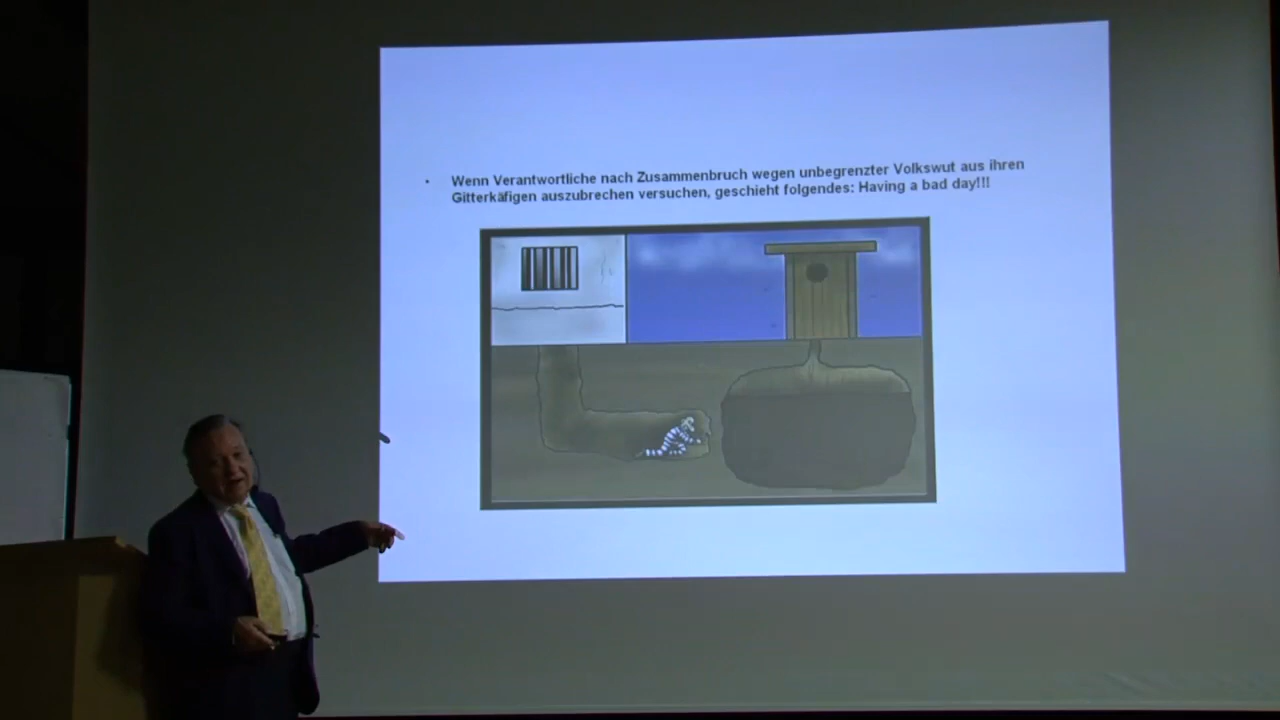 • Wenn Verantwortliche nach Zusammenbruch wegen unbegrenzter Volkswut aus ihren
Gitterkäfigen auszubrechen versuchen, geschieht folgendes: Having a bad day!!!